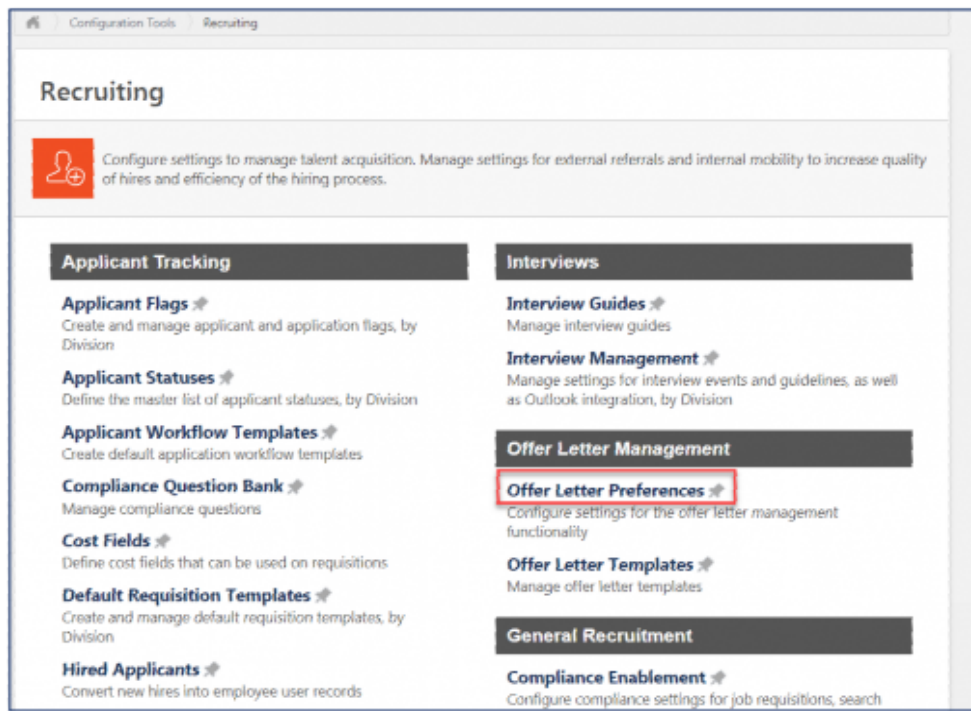 Configuration Tools Recruiting
Recruiting
Configure settings to manage talent acquisition. Manage settings for external referrals and internal mobility to increase quality
of hires and efficiency of the hiring process.
Applicant Tracking
Applicant Flags
Create and manage applicant and application flags, by
Division
Applicant Statuses
Define the master list of applicant statuses, by Division
Applicant Workflow Templates
Create default application workflow templates
Compliance Question Bank
Manage compliance questions
Cost Fields
Define cost fields that can be used on requisitions
Default Requisition Templates
Create and manage default requisition templates, by
Division
Hired Applicants
Convert new hires into employee user records
Interviews
Interview Guides
Manage interview guides
Interview Management
Manage settings for interview events and guidelines, as well
as Outlook integration, by Division
Offer Letter Management
Offer Letter Preferences
Configure settings for the offer letter management
functionality
Offer Letter Templates
Manage offer letter templates
General Recruitment
Compliance Enablement
Configure compliance settings for job requisitions, search